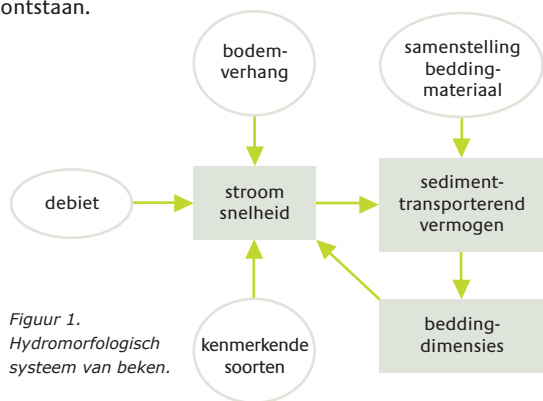 ontstaan.
bodem-
verhang
samenstelling
bedding-
materiaal
debiet
stroom
snelheid
sediment-
transporterend
vermogen
Figuur 1.
Hydromorfologisch
systeem van beken.
kenmerkende
soorten
bedding-
dimensies